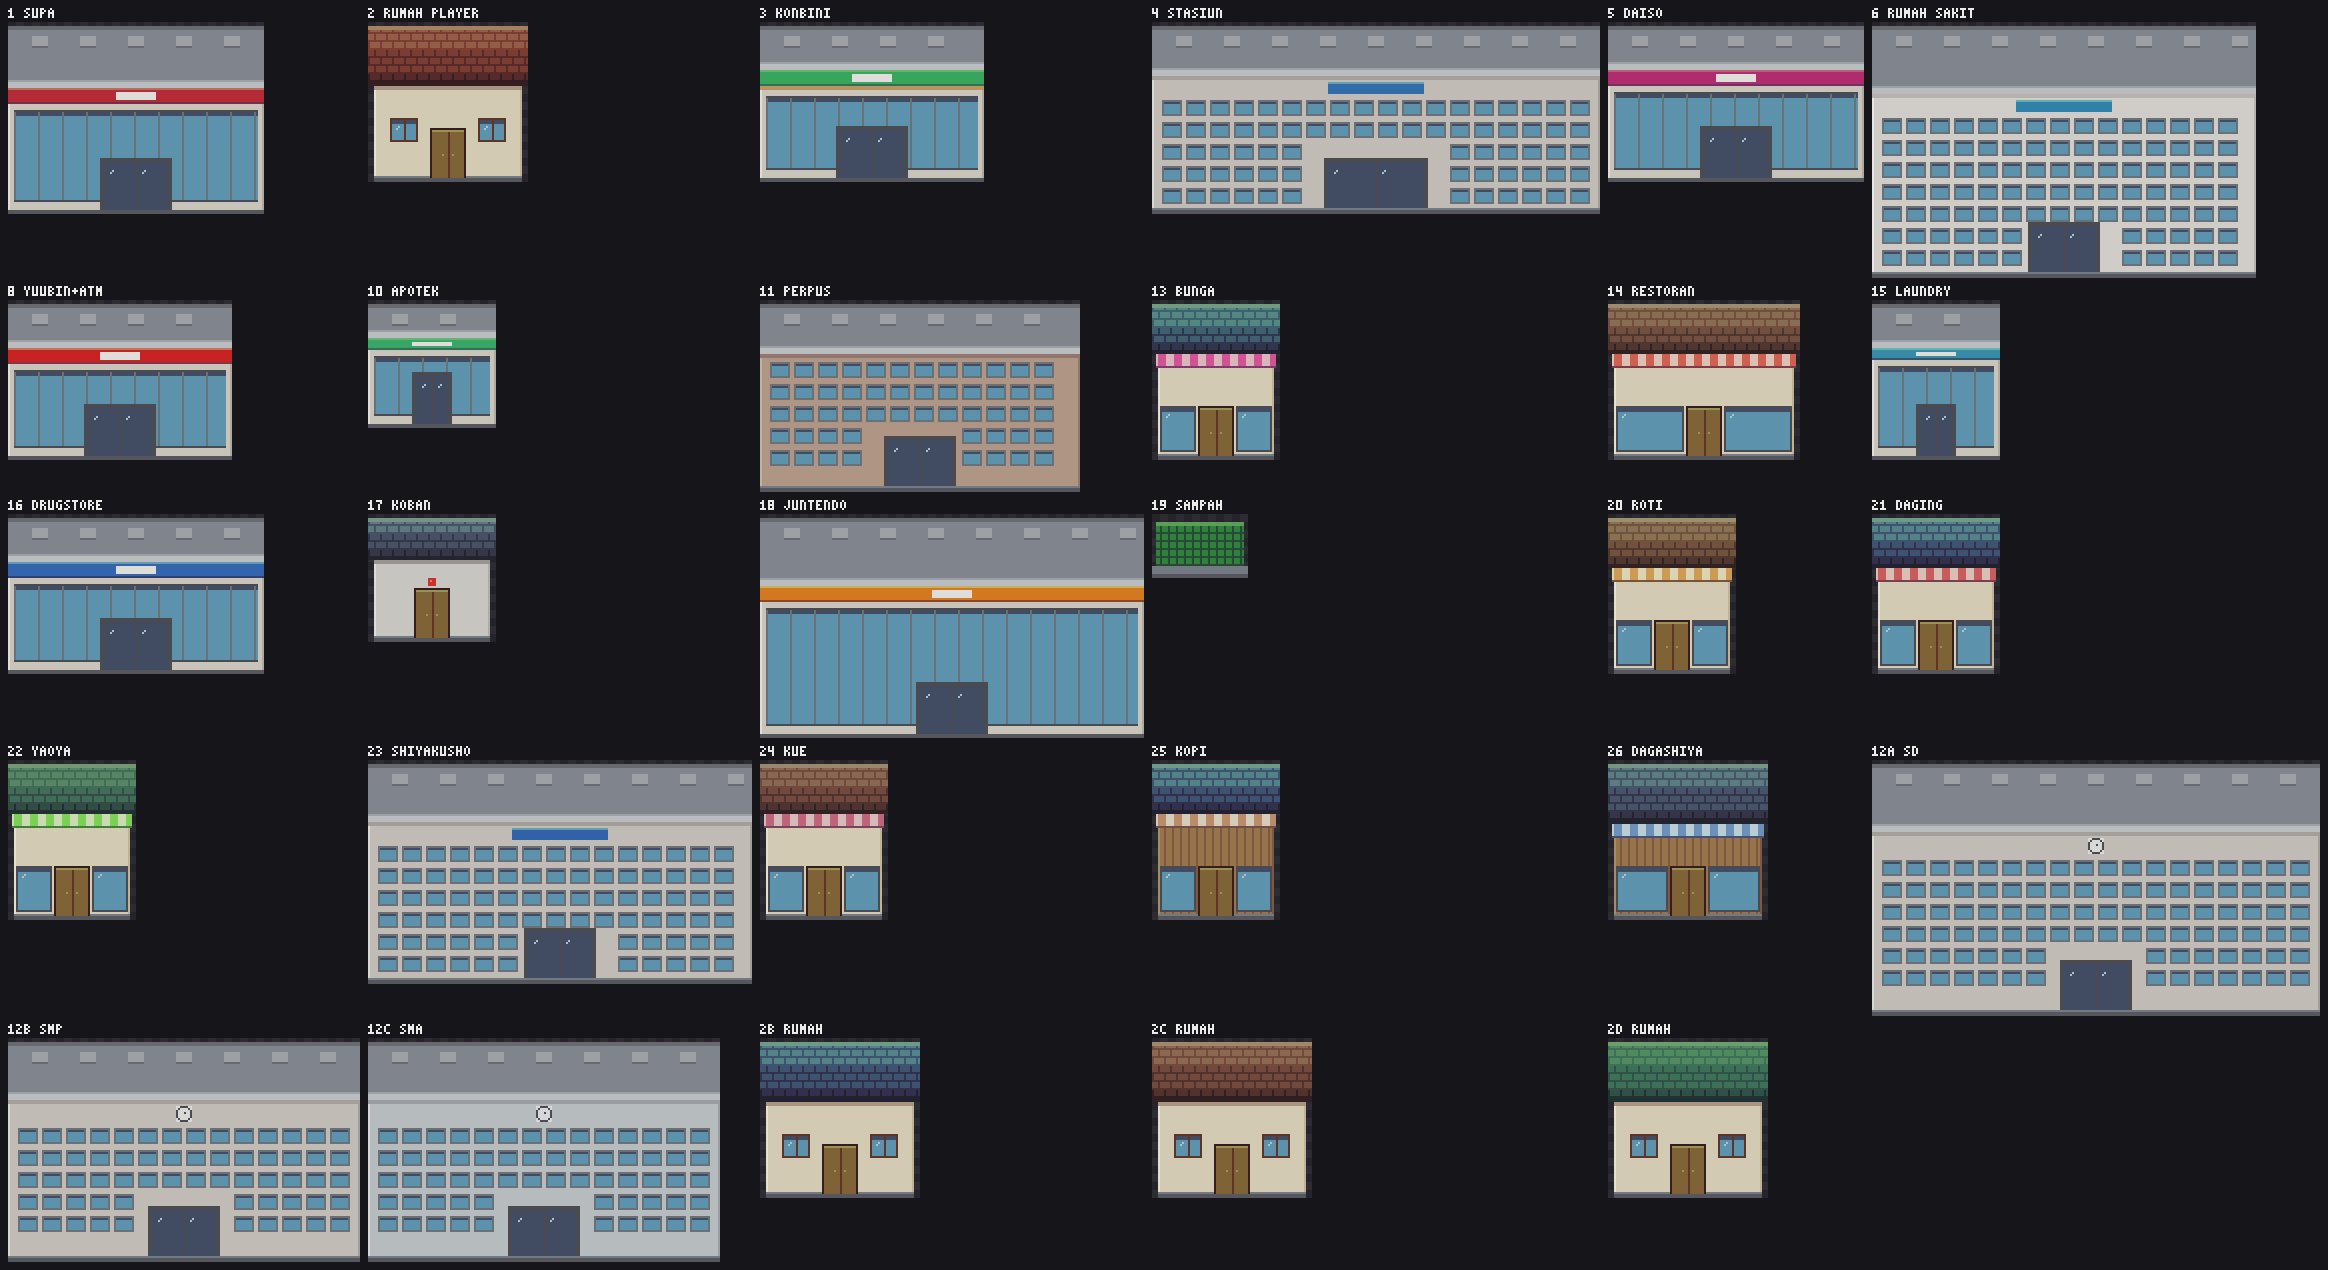 1 SUPA
2 RUMAH PLAYER
3 KONBINI
4 STASIUN
5 DAISO
6 RUMAH SAKIT
8 YUUBIN+ATM
10 APOTEK
11 PERPUS
13 BUNGA
14 RESTORAN
15 LAUNDRY
16 DRUGSTORE
17 KOBAN
18 JUNTENDO
19 SAMPAH
20 ROTI
21 DAGING
22 YAOYA
23 SHIYAKUSHO
24 KUE
25 KOPI
26 DAGASHIYA
12A SD
12B SMP
12C SMA
2B RUMAH
2C RUMAH
2D RUMAH